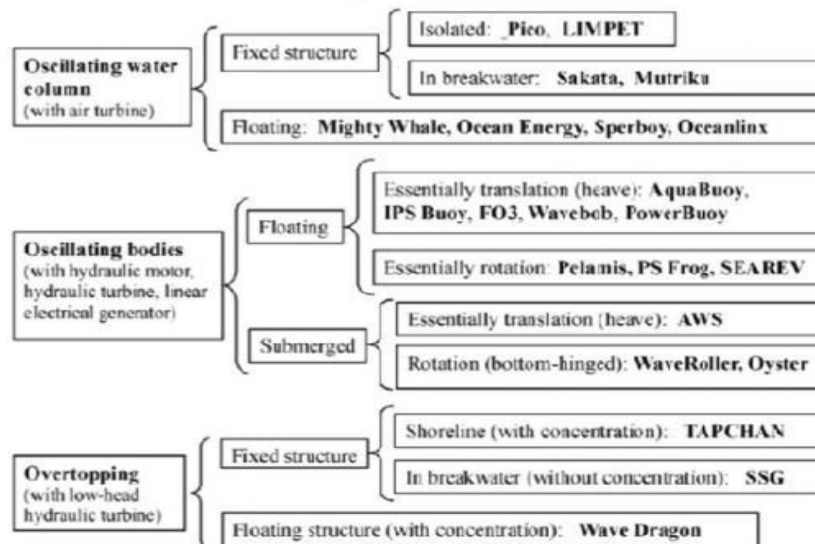 Oscillating water
column
(with air turbine)
Fixed structure
Isolated: _Pico, LIMPET
In breakwater: Sakata, Mutriku
Floating: Mighty Whale, Ocean Energy, Sperboy, Oceanlinx
Oscillating bodies
(with hydraulic motor,
hydraulic turbine, linear
electrical generator)
Floating
Essentially translation (heave): AquaBuoy,
IPS Buoy, FO3, Wavebob, PowerBuoy
Essentially rotation: Pelamis, PS Frog, SEAREV
Submerged
Essentially translation (heave): AWS
Rotation (bottom-hinged): WaveRoller, Oyster
Overtopping
(with low-head
hydraulic turbine)
Fixed structure
Shoreline (with concentration): TAPCHAN
In breakwater (without concentration): SSG
Floating structure (with concentration): Wave Dragon